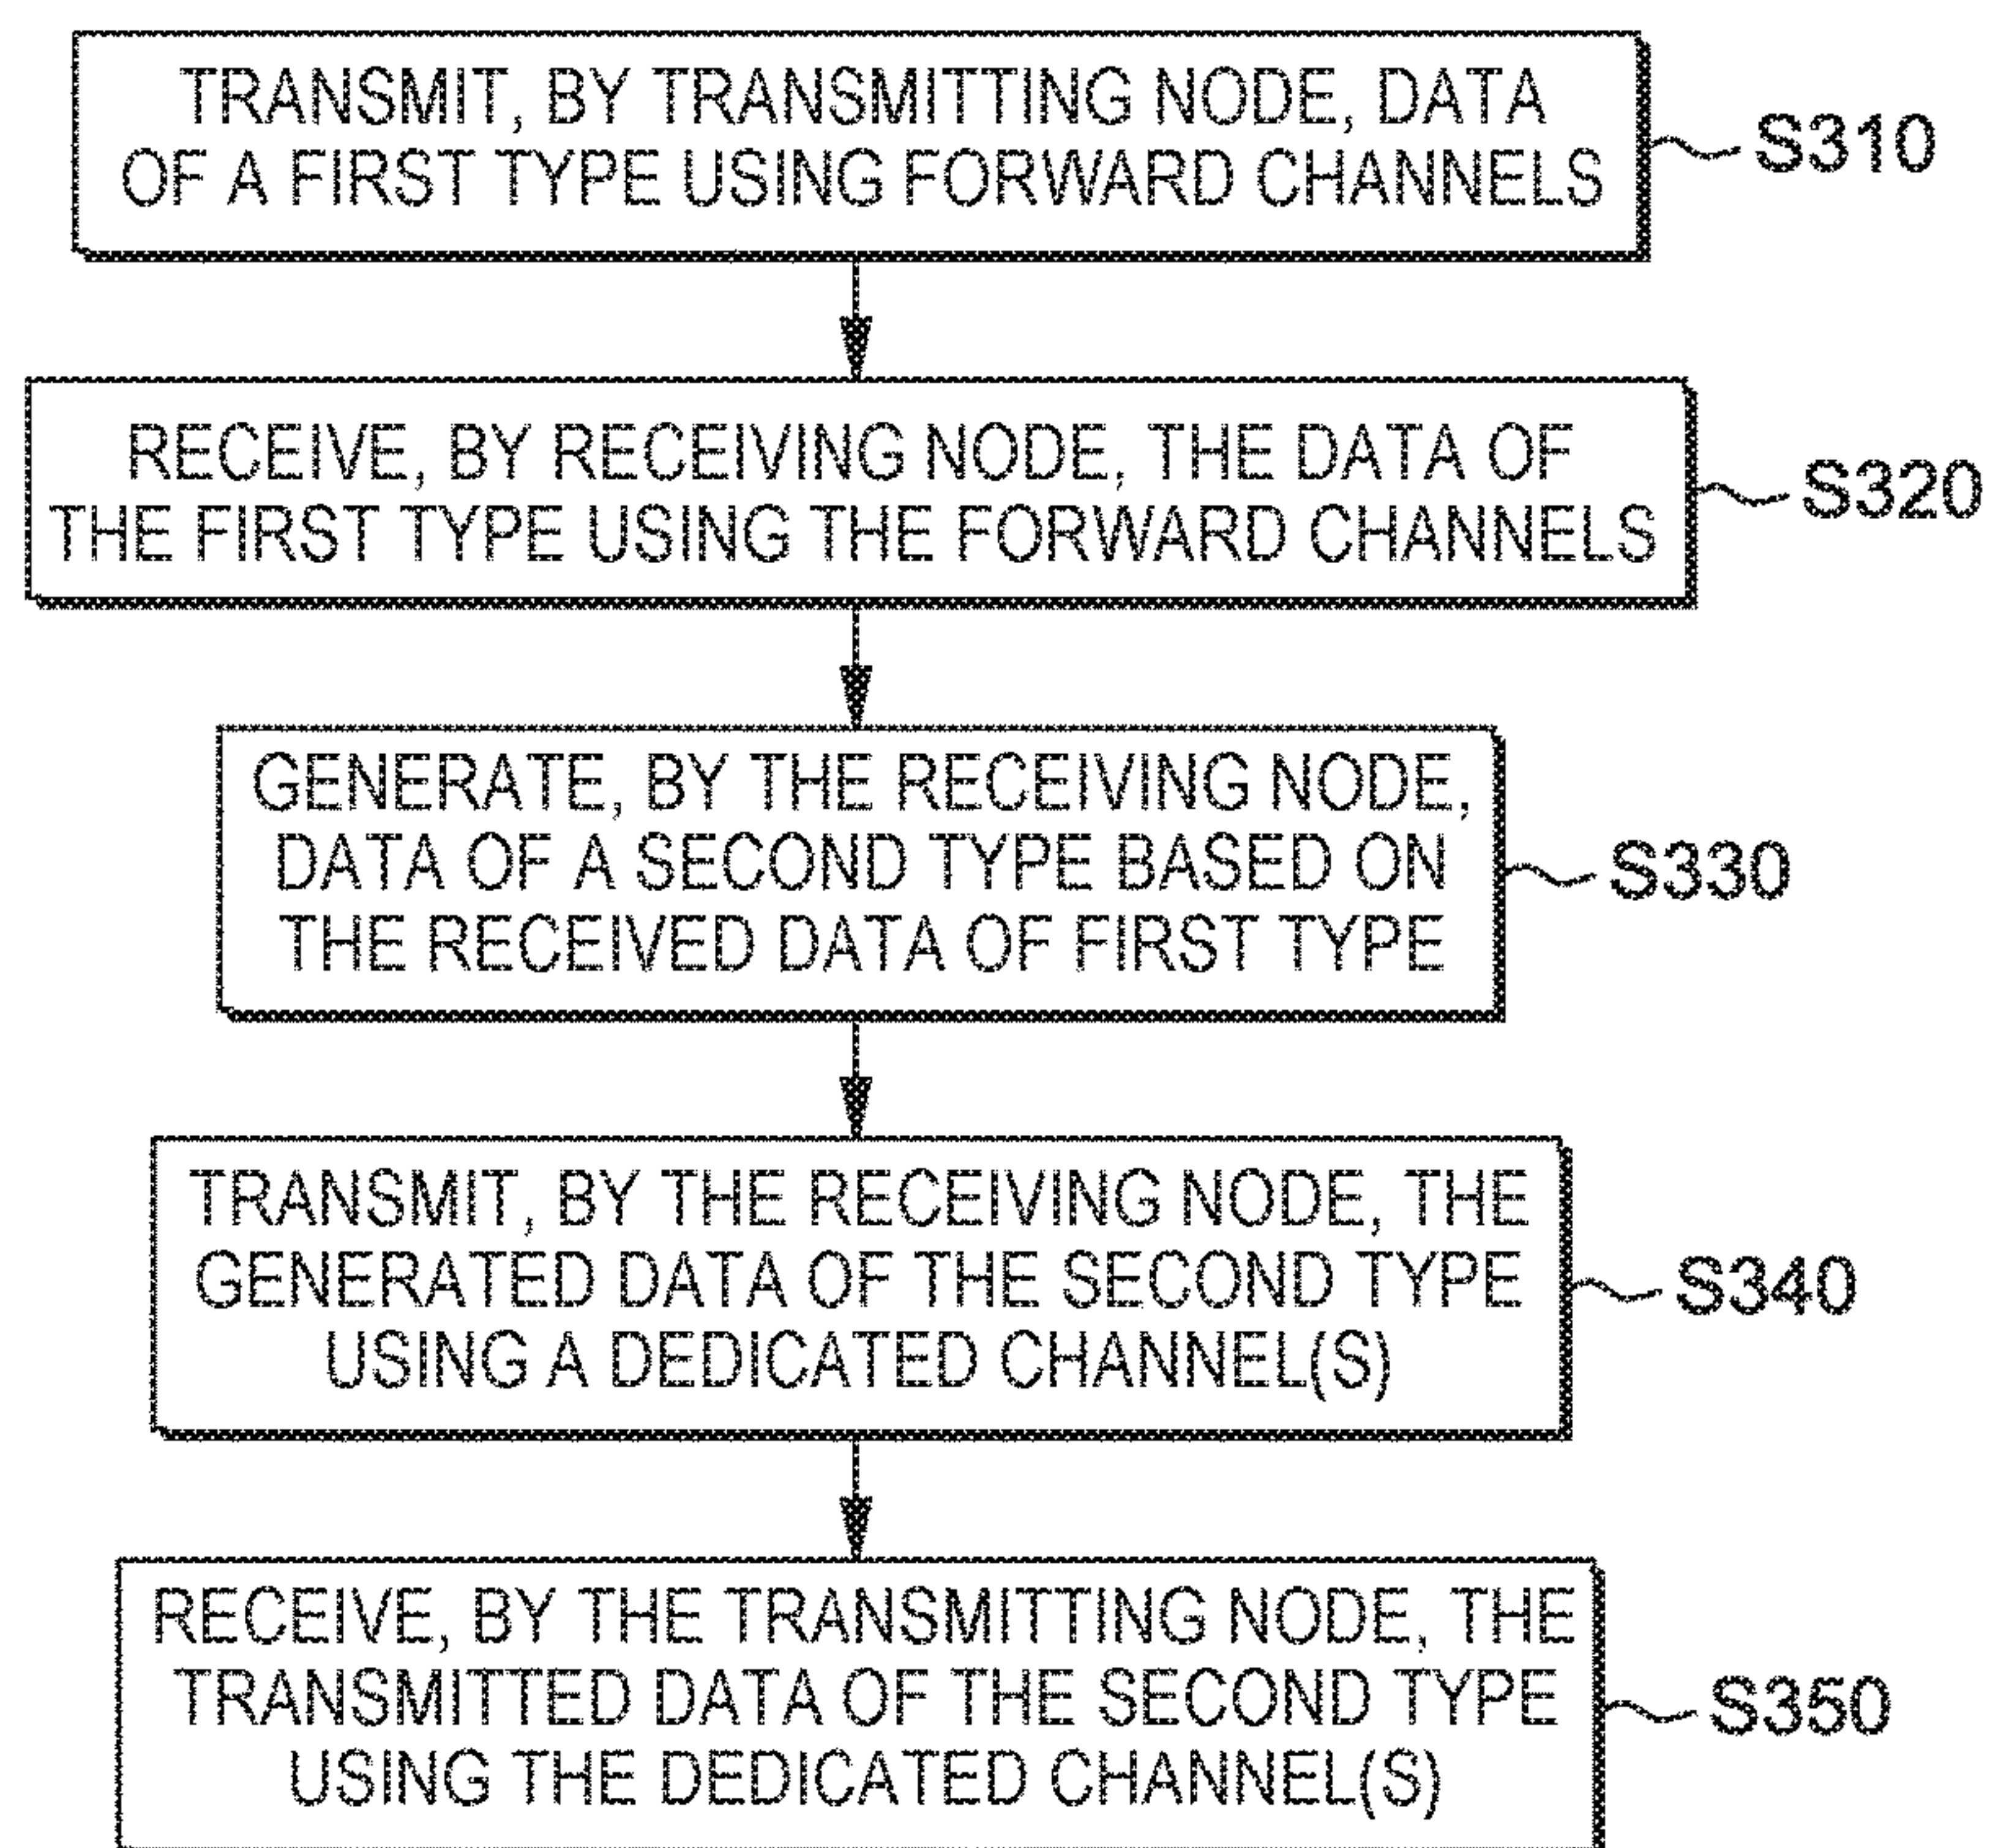 TRANSMIT, BY TRANSMITTING NODE, DATA
OF A FIRST TYPE USING FORWARD CHANNELS
S310
RECEIVE, BY RECEIVING NODE, THE DATA OF
THE FIRST TYPE USING THE FORWARD CHANNELS
S320
GENERATE, BY THE RECEIVING NODE,
DATA OF A SECOND TYPE BASED ON
THE RECEIVED DATA OF FIRST TYPE
S330
TRANSMIT, BY THE RECEIVING NODE, THE
GENERATED DATA OF THE SECOND TYPE
USING A DEDICATED CHANNEL(S)
S340
RECEIVE, BY THE TRANSMITTING NODE, THE
TRANSMITTED DATA OF THE SECOND TYPE
USING THE DEDICATED CHANNEL(S)
S350